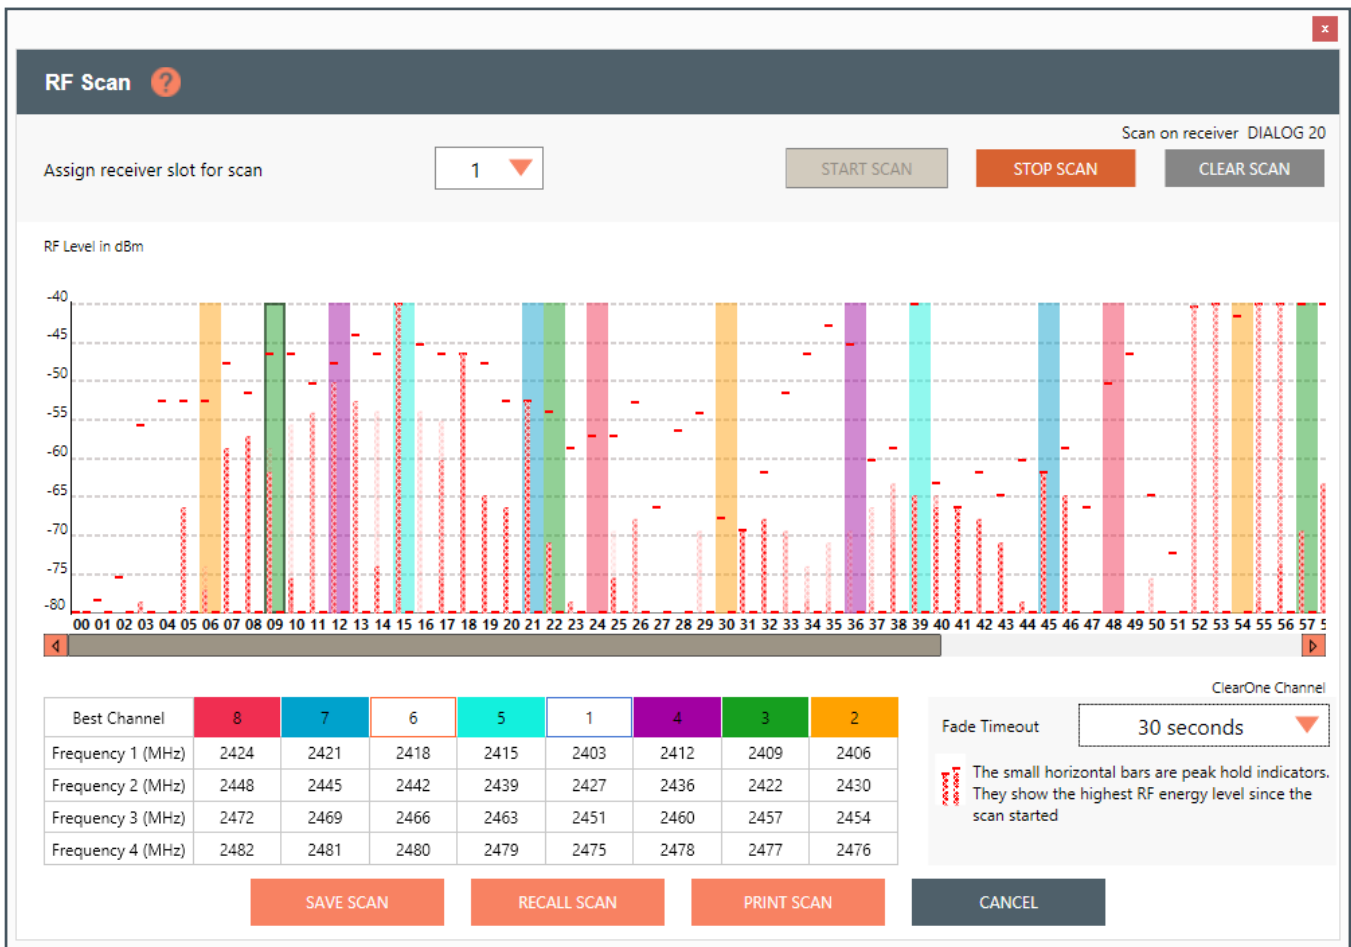 x
RF Scan ?
Scan on receiver DIALOG 20
Assign receiver slot for scan 1 START SCAN STOP SCAN CLEAR SCAN
RF Level in dBm
-40
-45
-50
-55
-60
-65
-70
-75
-80
00 01 02 03 04 05 06 07 08 09 10 11 12 13 14 15 16 17 18 19 20 21 22 23 24 25 26 27 28 29 30 31 32 33 34 35 36 37 38 39 40 41 42 43 44 45 46 47 48 49 50 51 52 53 54 55 56 57 5
ClearOne Channel
Best Channel 8 7 6 5 1 4 3 2
Frequency 1 (MHz) 2424 2421 2418 2415 2403 2412 2409 2406
Frequency 2 (MHz) 2448 2445 2442 2439 2427 2436 2422 2430
Frequency 3 (MHz) 2472 2469 2466 2463 2451 2460 2457 2454
Frequency 4 (MHz) 2482 2481 2480 2479 2475 2478 2477 2476
Fade Timeout 30 seconds
The small horizontal bars are peak hold indicators.
They show the highest RF energy level since the
scan started
SAVE SCAN RECALL SCAN PRINT SCAN CANCEL